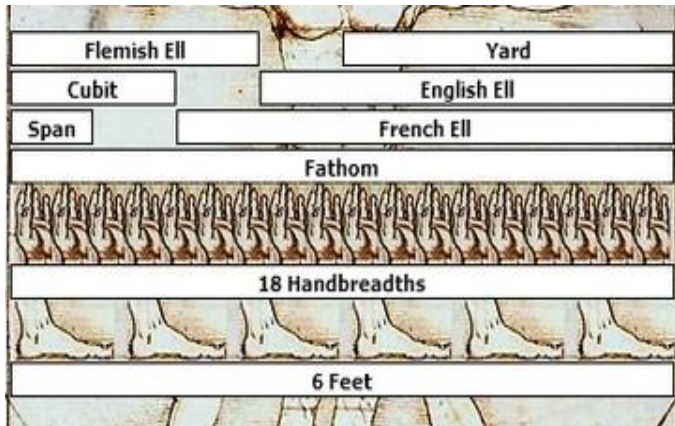 Flemish Ell Yard
Cubit English Ell
Span French Ell
Fathom
18 Handbreadths
6 Feet